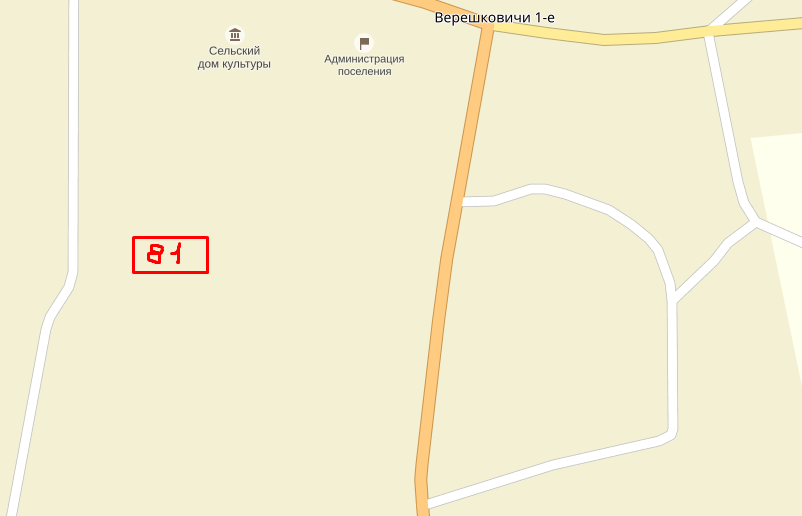 Верешковичи 1-е
Сельский
дом культуры
Администрация
поселения
81